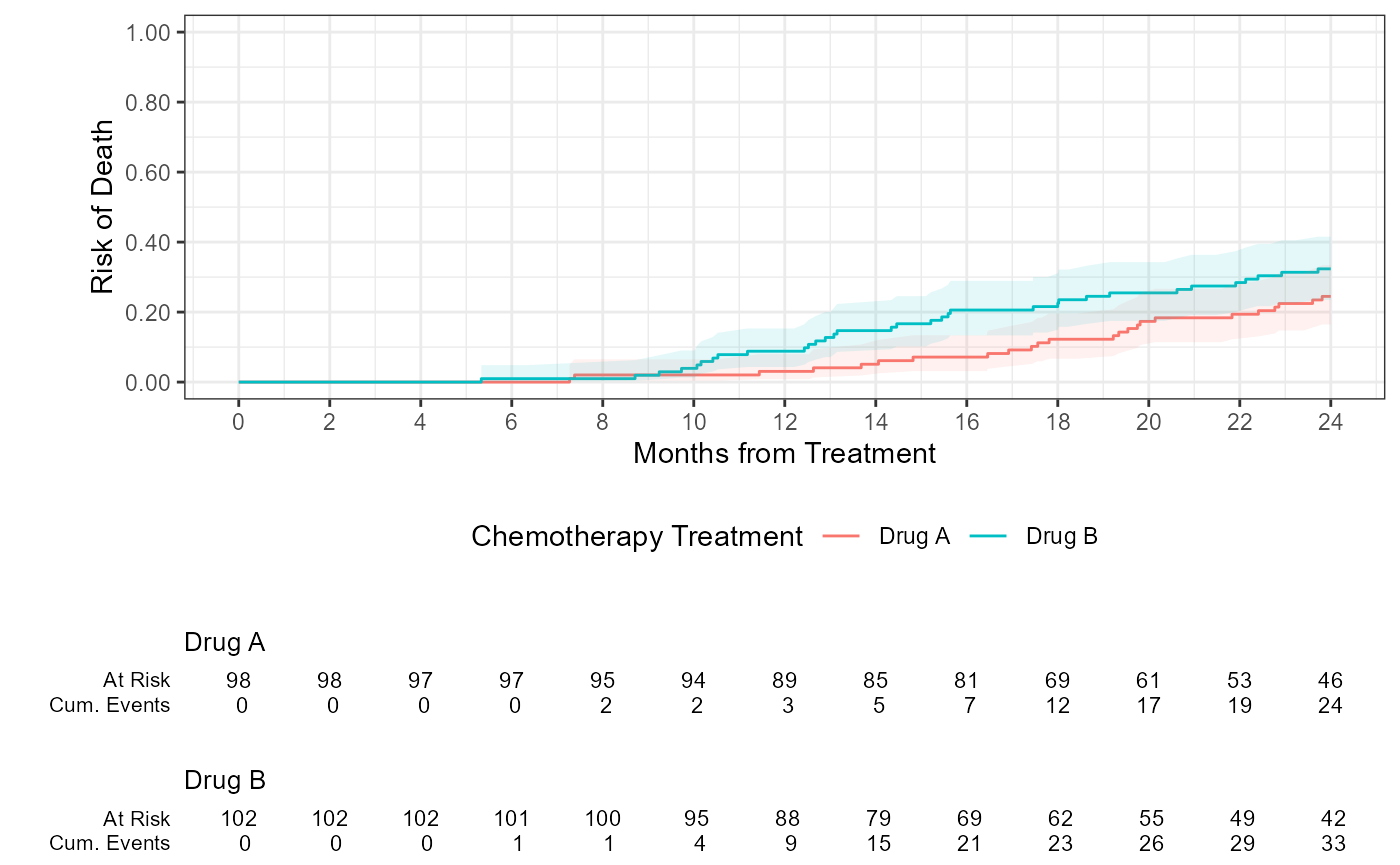 1.00
0.80
0.60
0.40
0.20
0.00
Risk of Death
0 2 4 6 8 10 12 14 16 18 20 22 24
Months from Treatment
Chemotherapy Treatment Drug A Drug B
Drug A
At Risk 98 98 97 97 95 94 89 85 81 69 61 53 46
Cum. Events 0 0 0 0 2 2 3 5 7 12 17 19 24
Drug B
At Risk 102 102 102 101 100 95 88 79 69 62 55 49 42
Cum. Events 0 0 0 1 1 4 9 15 21 23 26 29 33